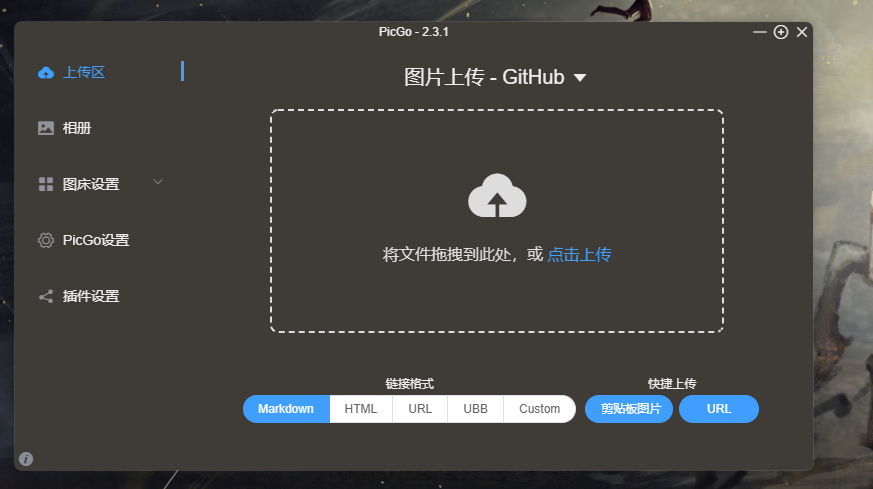 PicGo - 2.3.1
上传区
相册
图床设置
PicGo设置
插件设置
图片上传 - GitHub
将文件拖拽到此处，或 点击上传
链接格式
Markdown HTML URL UBB Custom
快捷上传
剪贴板图片 URL